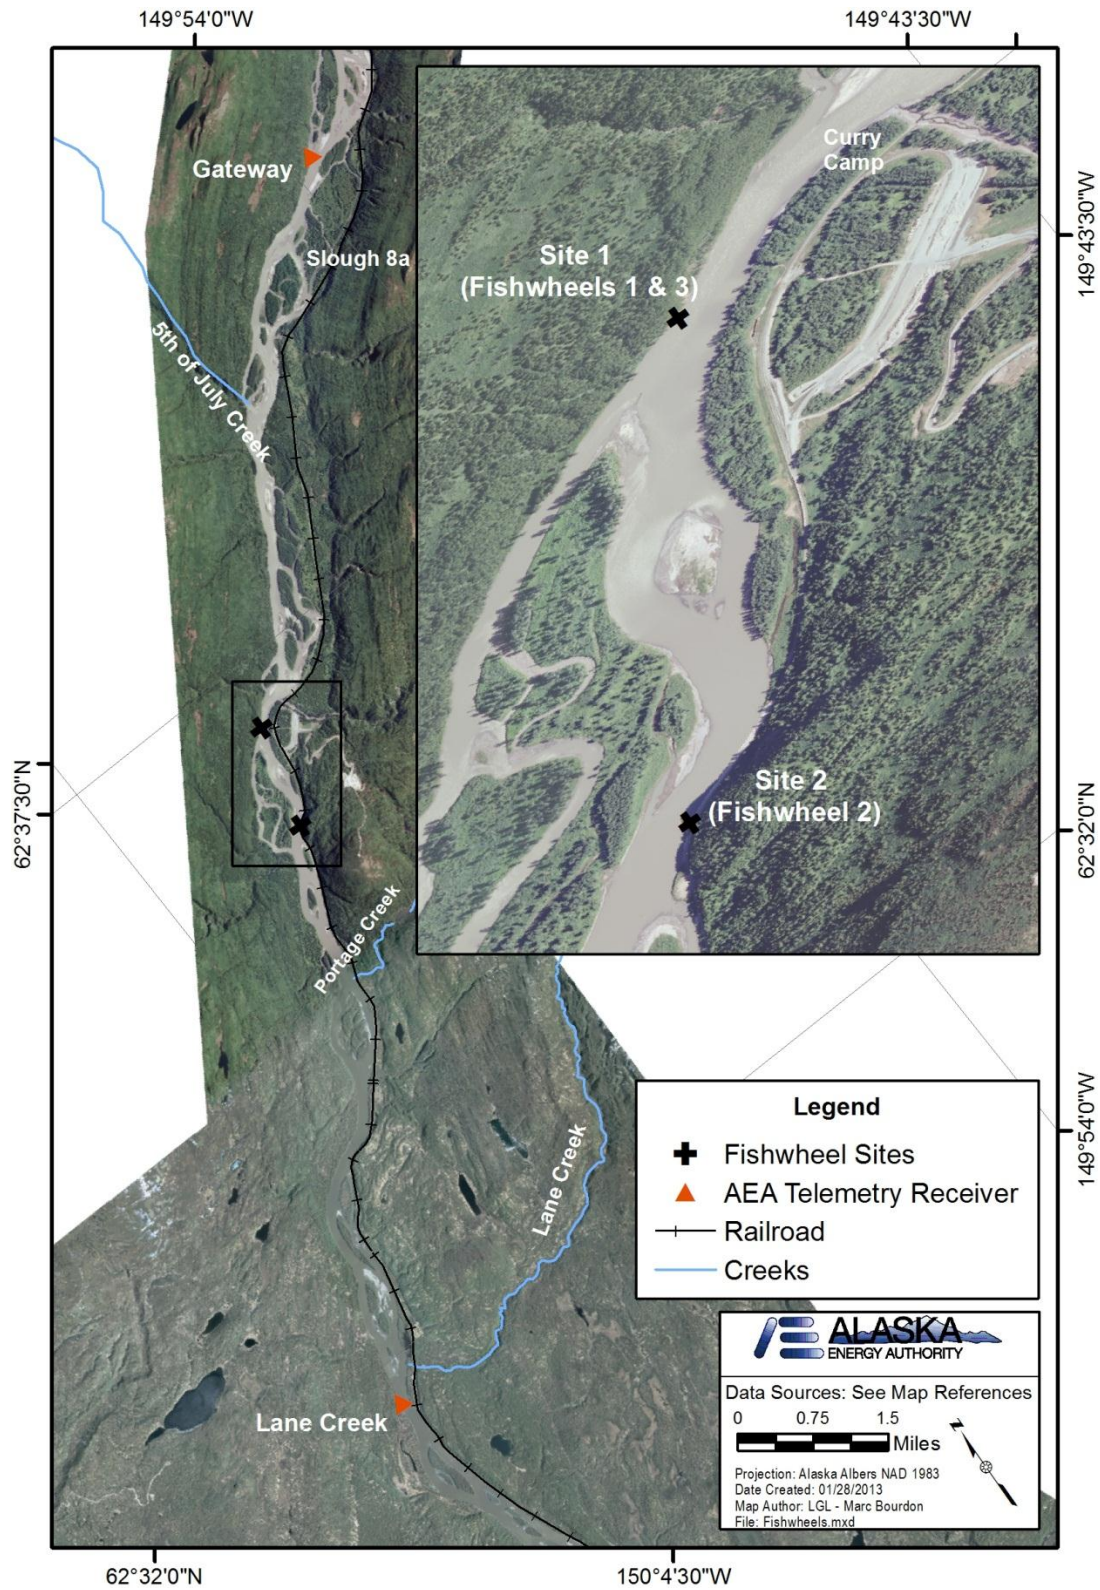 149°54'0"W
149°43'30"W
Gateway
Slough 8a
5th of July Creek
Curry
Camp
Site 1
(Fishwheels 1 & 3)
149°43'30"W
Site 2
(Fishwheel 2)
62°37'30"N
62°32'0"N
Portage Creek
Lane Creek
149°54'0"W
Legend
Fishwheel Sites
AEA Telemetry Receiver
Railroad
Creeks
Lane Creek
ALASKA
ENERGY AUTHORITY
Data Sources: See Map References
0 0.75 1.5
Miles
N
Projection: Alaska Albers NAD 1983
Date Created: 01/28/2013
Map Author: LGL - Marc Bourdon
File: Fishwheels.mxd
62°32'0"N
150°4'30"W